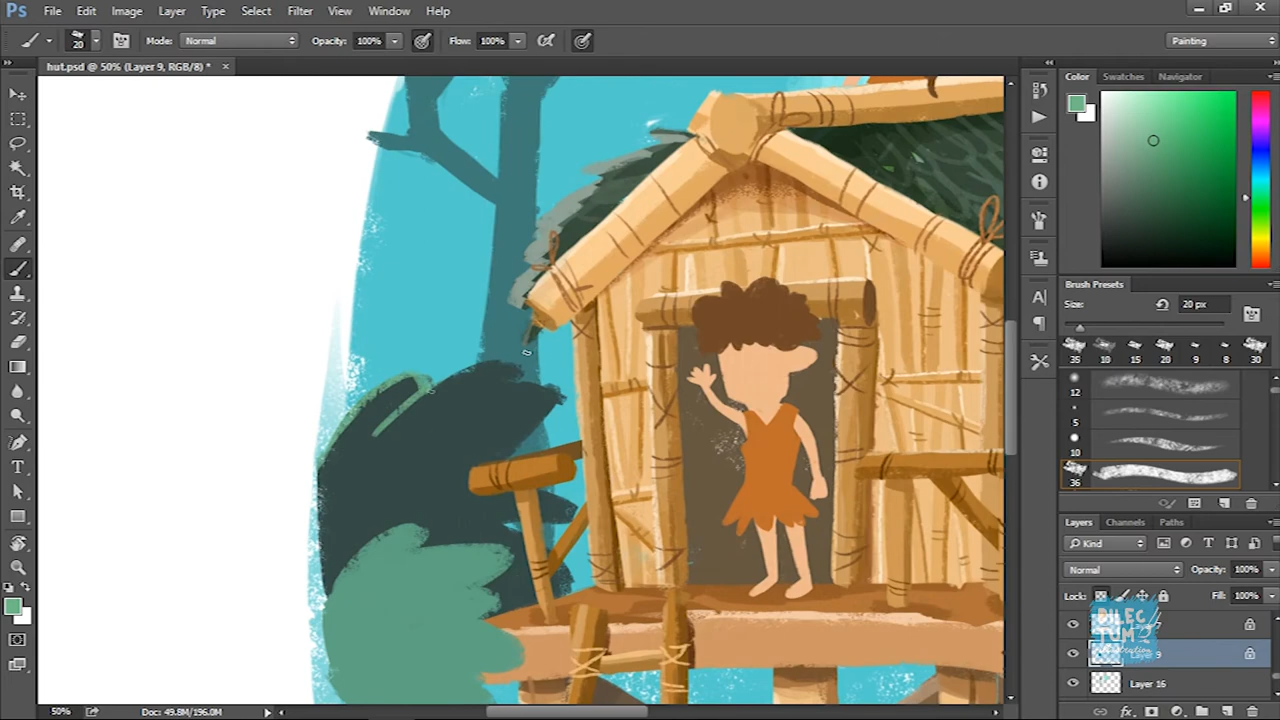 Ps File Edit Image Layer Type Select Filter View Window Help
20 Mode: Normal Opacity: 100% Flow: 100% Painting
hut.psd @ 50% (Layer 9, RGB/8) * ×
Color Swatches Navigator
Brush Presets
Size: 20 px
35 10 15 20 9 8 30
12
5
10
36
Layers Channels Paths
Kind
Normal Opacity: 100%
Lock: Fill: 100%
DILEC
TUM
Layer 16
50% Doc: 49.8M/196.0M